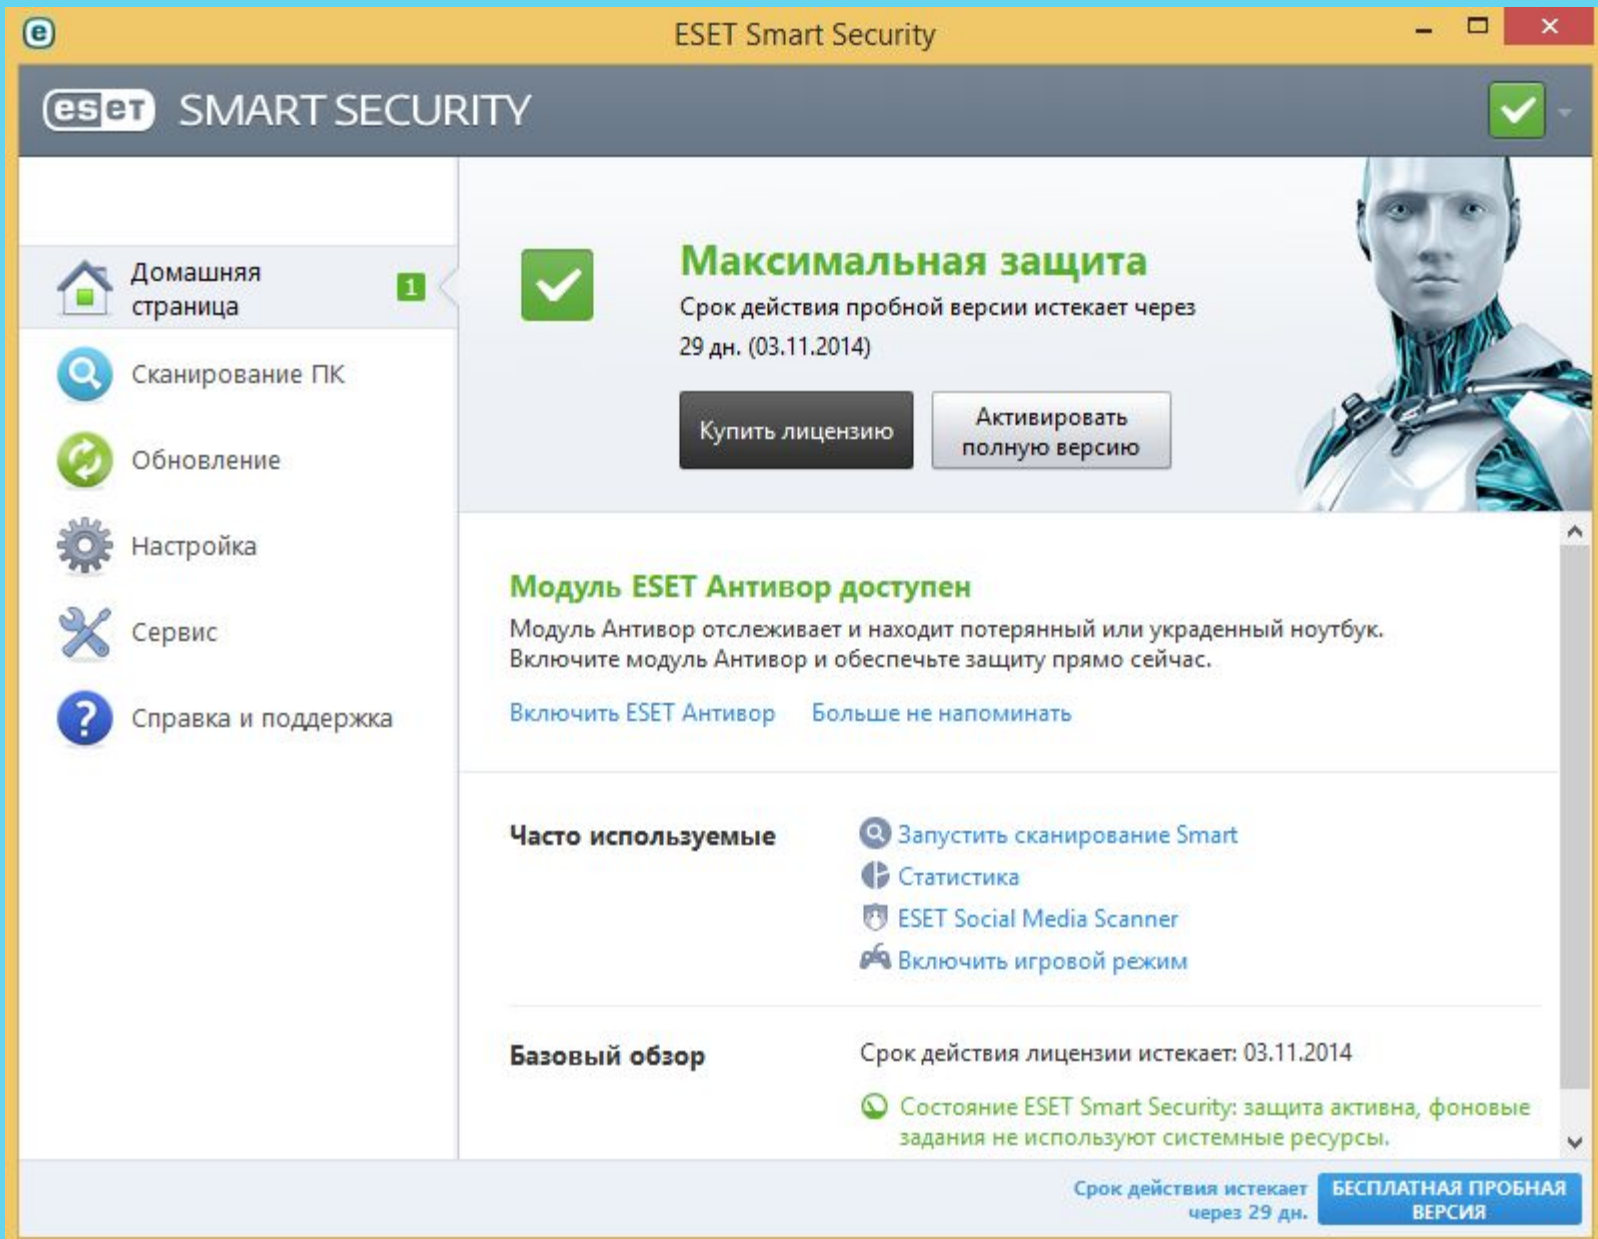 ESET Smart Security
eset SMART SECURITY
Домашняя
страница
1
Сканирование ПК
Обновление
Настройка
Сервис
Справка и поддержка
Максимальная защита
Срок действия пробной версии истекает через
29 дн. (03.11.2014)
Купить лицензию
Активировать
полную версию
Модуль ESET Антивор доступен
Модуль Антивор отслеживает и находит потерянный или украденный ноутбук.
Включите модуль Антивор и обеспечьте защиту прямо сейчас.
Включить ESET Антивор Больше не напоминать
Часто используемые
Запустить сканирование Smart
Статистика
ESET Social Media Scanner
Включить игровой режим
Базовый обзор
Срок действия лицензии истекает: 03.11.2014
Состояние ESET Smart Security: защита активна, фоновые
задания не используют системные ресурсы.
Срок действия истекает
через 29 дн.
БЕСПЛАТНАЯ ПРОБНАЯ
ВЕРСИЯ